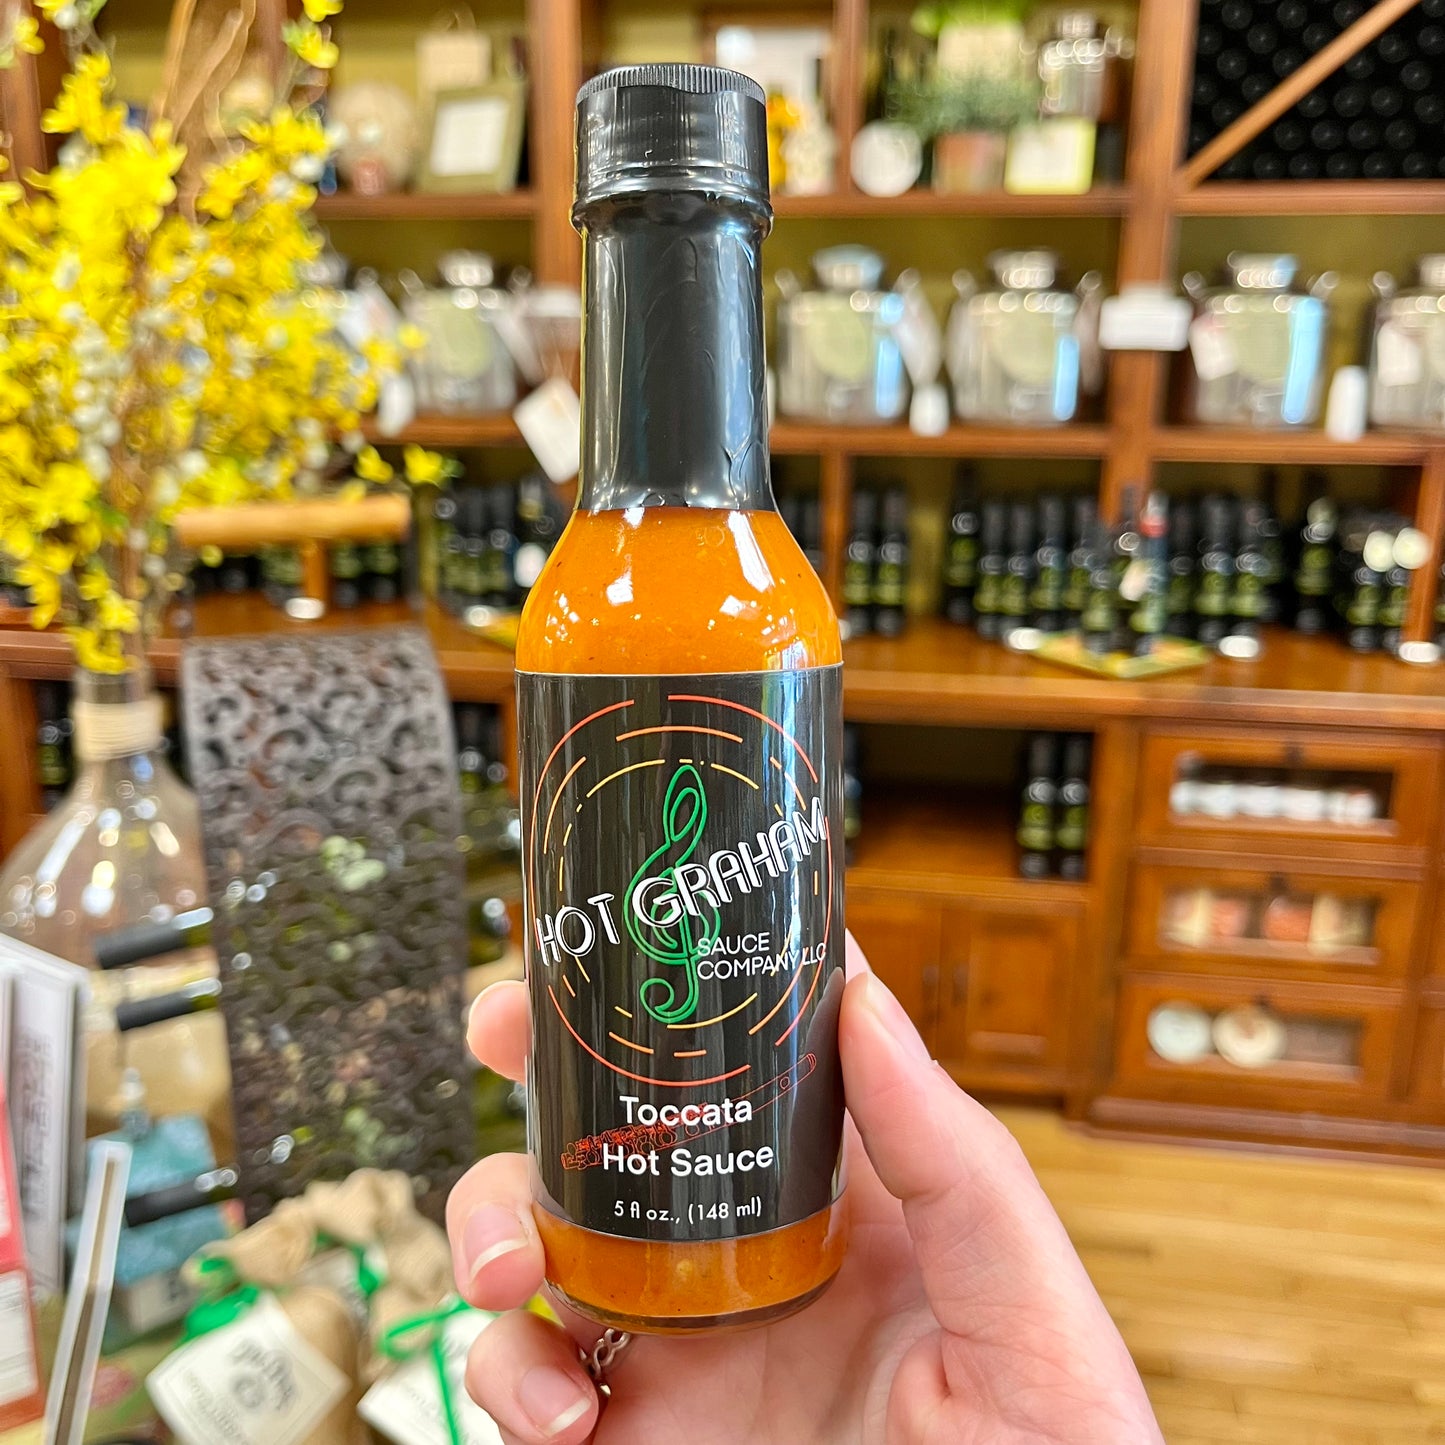 HOT GRAHAM
SAUCE
COMPANY LLC
Toccata
Hot Sauce
5 fl oz., (148 ml)